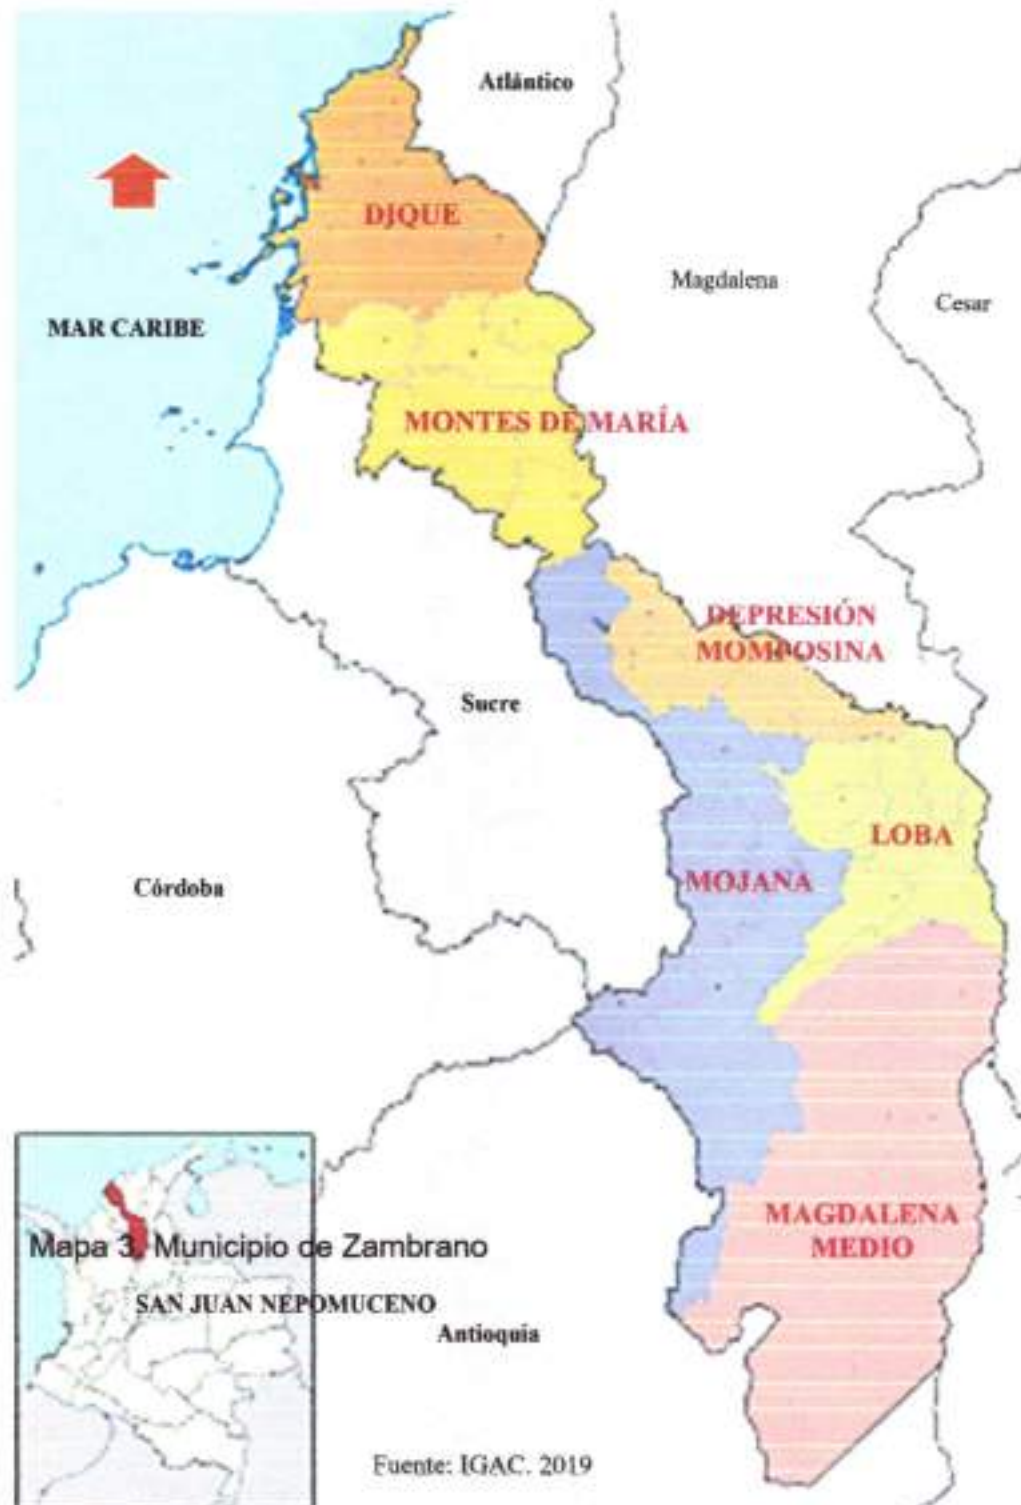 Atlántico
DIQUE
Magdalena
Cesar
MAR CARIBE
MONTES DE MARÍA
DEPRESIÓN
MOMPOSINA
Sucre
LOBA
MOJANA
Córdoba
MAGDALENA
MEDIO
Mapa 3. Municipio de Zambrano
SAN JUAN NEPOMUCENO
Antioquia
Fuente: IGAC. 2019